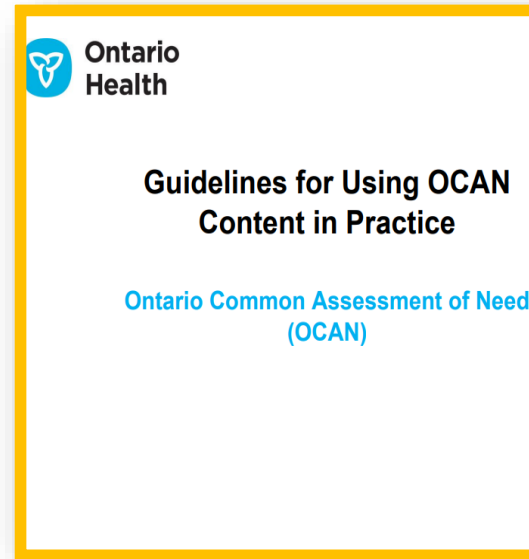 Ontario
Health
Guidelines for Using OCAN
Content in Practice
Ontario Common Assessment of Need
(OCAN)